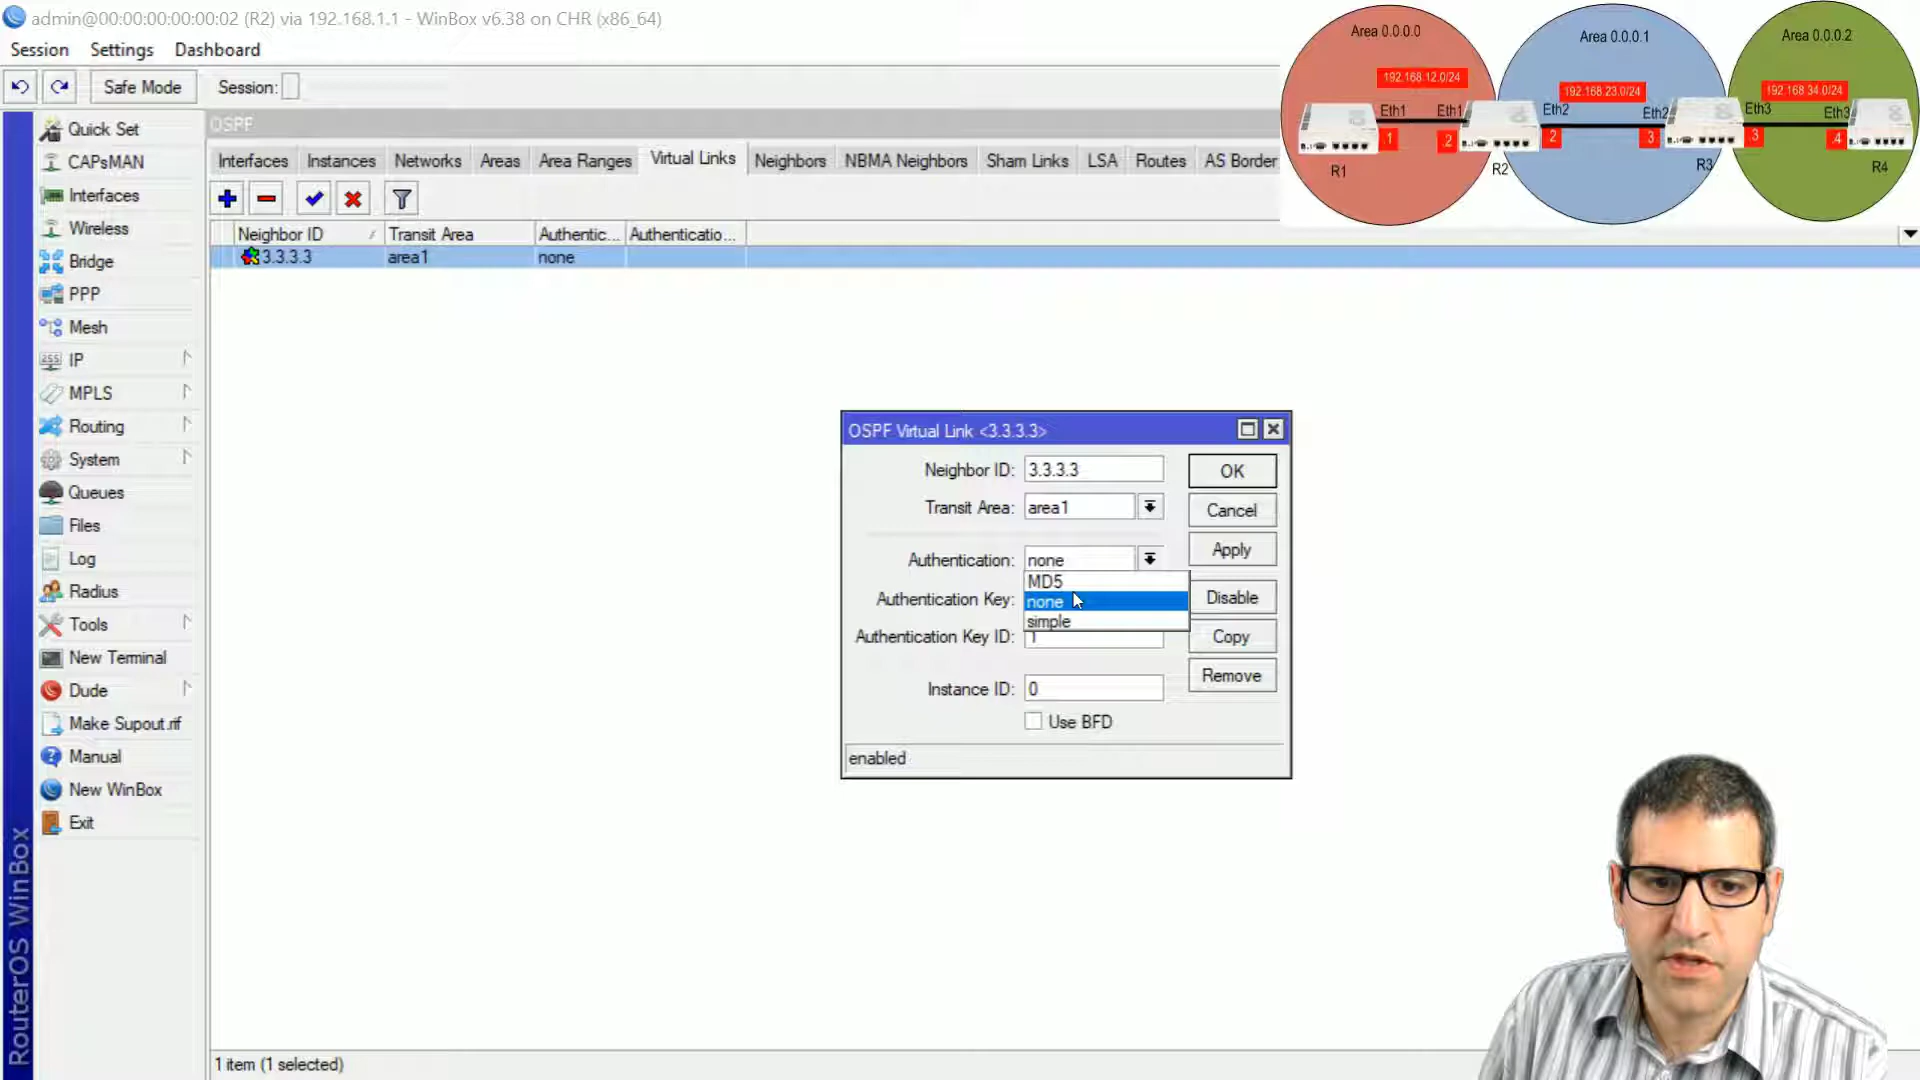 admin@00:00:00:00:00:02 (R2) via 192.168.1.1 - WinBox v6.38 on CHR (x86_64)
Session Settings Dashboard
Safe Mode Session:
Quick Set
CAPsMAN
Interfaces
Wireless
Bridge
PPP
Mesh
IP
MPLS
Routing
System
Queues
Files
Log
Radius
Tools
New Terminal
Dude
Make Supout.rif
Manual
New WinBox
Exit
RouterOS WinBox
OSPF
Interfaces Instances Networks Areas Area Ranges Virtual Links Neighbors NBMA Neighbors Sham Links LSA Routes AS Border
Neighbor ID Transit Area Authentic... Authenticatio...
3.3.3.3 area1 none
OSPF Virtual Link <3.3.3.3>
Neighbor ID: 3.3.3.3
Transit Area: area1
Authentication: none
MD5
none
simple
Authentication Key:
Authentication Key ID: 1
Instance ID: 0
Use BFD
enabled
OK
Cancel
Apply
Disable
Copy
Remove
1 item (1 selected)
Area 0.0.0.0
Area 0.0.0.1
Area 0.0.0.2
192.168.12.0/24
192.168.23.0/24
192.168.34.0/24
Eth1 Eth1 Eth2 Eth2 Eth3 Eth3
.1 .2 2 3 3 .4
R1 R2 R3 R4
255